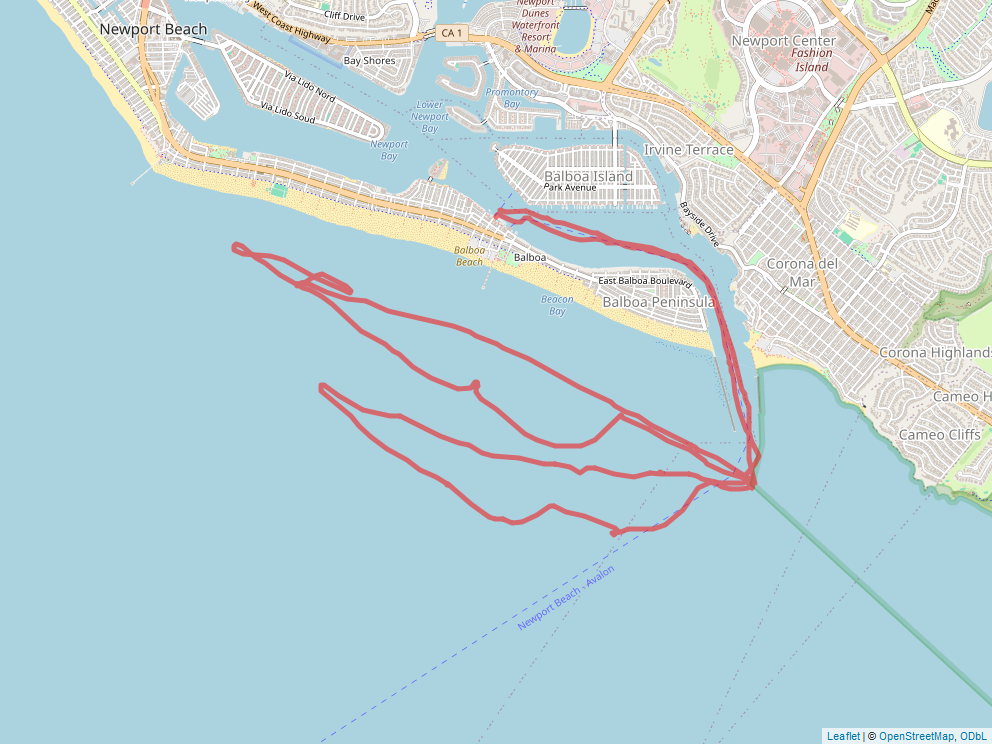 Newport
Dunes
Waterfront
Resort
& Marina
Cliff Drive
West Coast Highway
Newport Beach
CA 1
Bay Shores
Newport Center
Fashion
Island
Via Lido Nord
Via Lido Soud
Promontory
Bay
Lower
Newport
Bay
Newport
Bay
Irvine Terrace
Balboa Island
Park Avenue
Bayside Drive
Balboa
Beach
Balboa
Corona del
Mar
East Balboa Boulevard
Beacon
Bay
Balboa Peninsula
Corona Highlands
Cameo H
Cameo Cliffs
Newport Beach - Avalon
Leaflet | © OpenStreetMap, ODbL